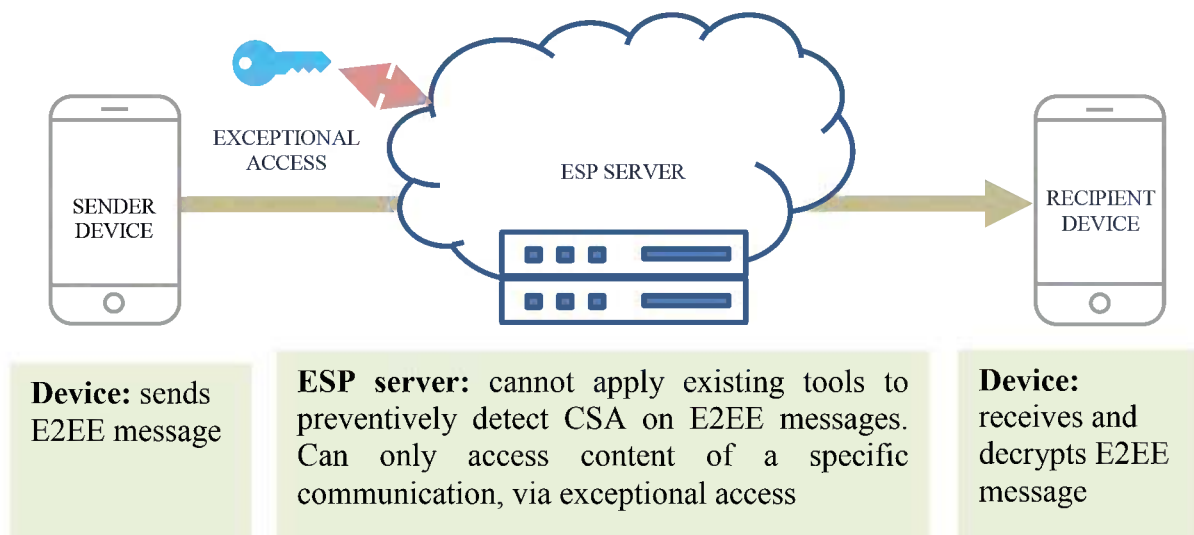 EXCEPTIONAL
ACCESS
SENDER
DEVICE
ESP SERVER
RECIPIENT
DEVICE
Device: sends
E2EE message
ESP server: cannot apply existing tools to
preventively detect CSA on E2EE messages.
Can only access content of a specific
communication, via exceptional access
Device:
receives and
decrypts E2EE
message